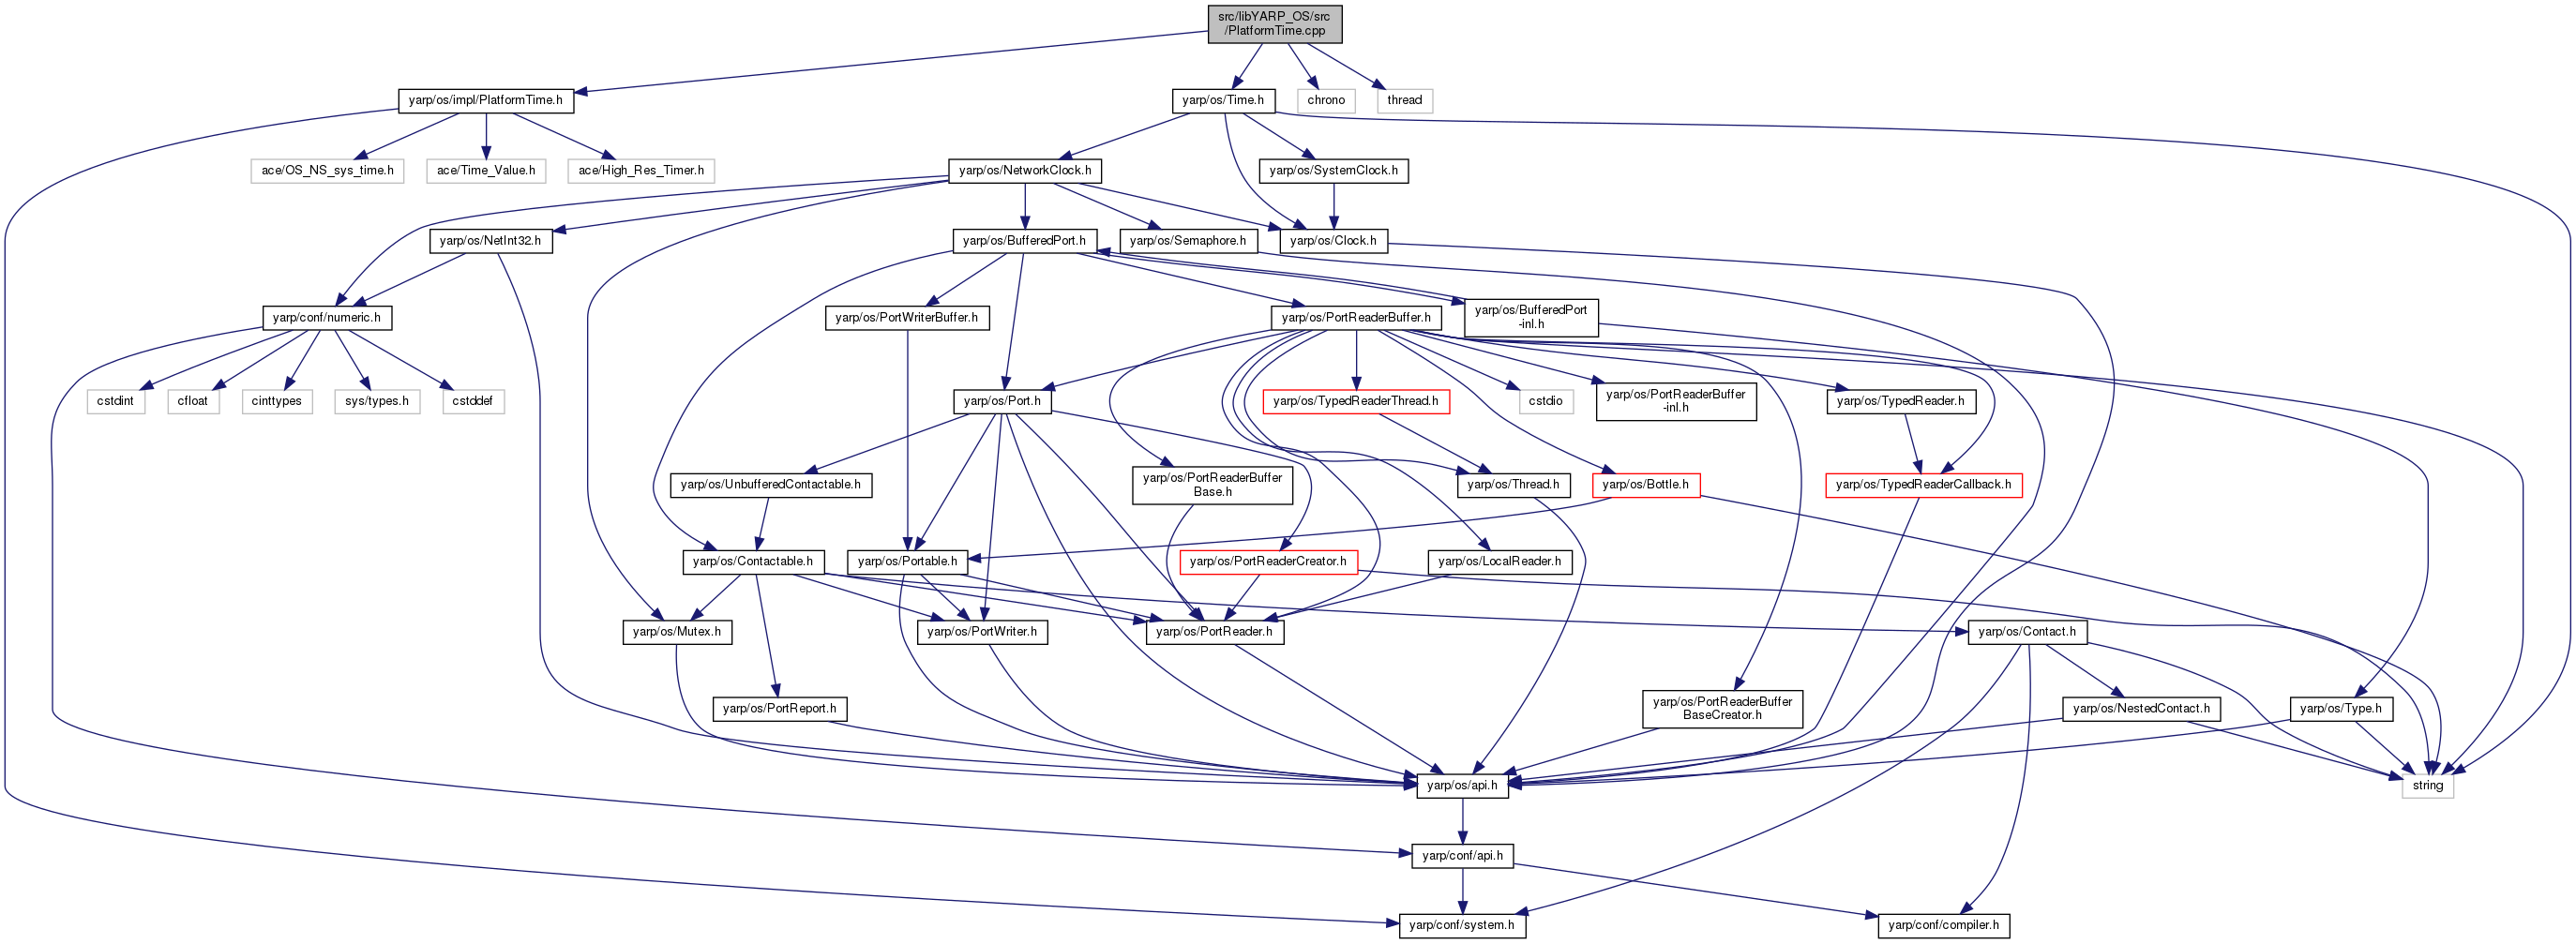 src/libYARP_OS/src
/PlatformTime.cpp
yarp/os/impl/PlatformTime.h
yarp/os/Time.h
chrono
thread
ace/OS_NS_sys_time.h
ace/Time_Value.h
ace/High_Res_Timer.h
yarp/os/NetworkClock.h
yarp/os/SystemClock.h
yarp/os/NetInt32.h
yarp/os/BufferedPort.h
yarp/os/Semaphore.h
yarp/os/Clock.h
yarp/conf/numeric.h
yarp/os/PortWriterBuffer.h
yarp/os/PortReaderBuffer.h
yarp/os/BufferedPort
-inl.h
cstdint
cfloat
cinttypes
sys/types.h
cstddef
yarp/os/Port.h
yarp/os/TypedReaderThread.h
cstdio
yarp/os/PortReaderBuffer
-inl.h
yarp/os/TypedReader.h
yarp/os/UnbufferedContactable.h
yarp/os/PortReaderBuffer
Base.h
yarp/os/Thread.h
yarp/os/Bottle.h
yarp/os/TypedReaderCallback.h
yarp/os/Contactable.h
yarp/os/Portable.h
yarp/os/PortReaderCreator.h
yarp/os/LocalReader.h
yarp/os/Mutex.h
yarp/os/PortWriter.h
yarp/os/PortReader.h
yarp/os/Contact.h
yarp/os/PortReport.h
yarp/os/PortReaderBuffer
BaseCreator.h
yarp/os/NestedContact.h
yarp/os/Type.h
yarp/os/api.h
string
yarp/conf/api.h
yarp/conf/system.h
yarp/conf/compiler.h